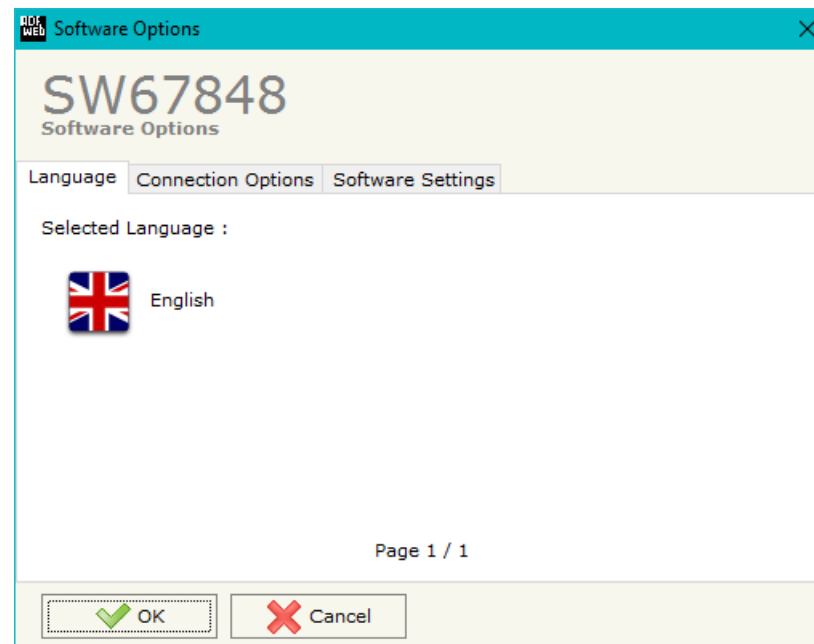 ADF
WEB Software Options
SW67848
Software Options
Language Connection Options Software Settings
Selected Language :
English
Page 1 / 1
OK Cancel